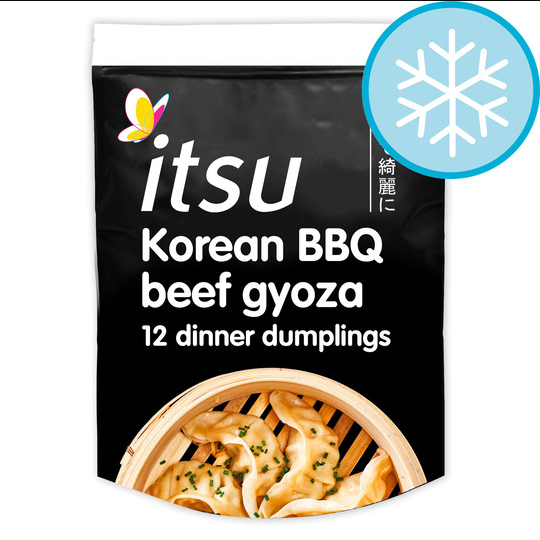 itsu
綺麗に
Korean BBQ
beef gyoza
12 dinner dumplings